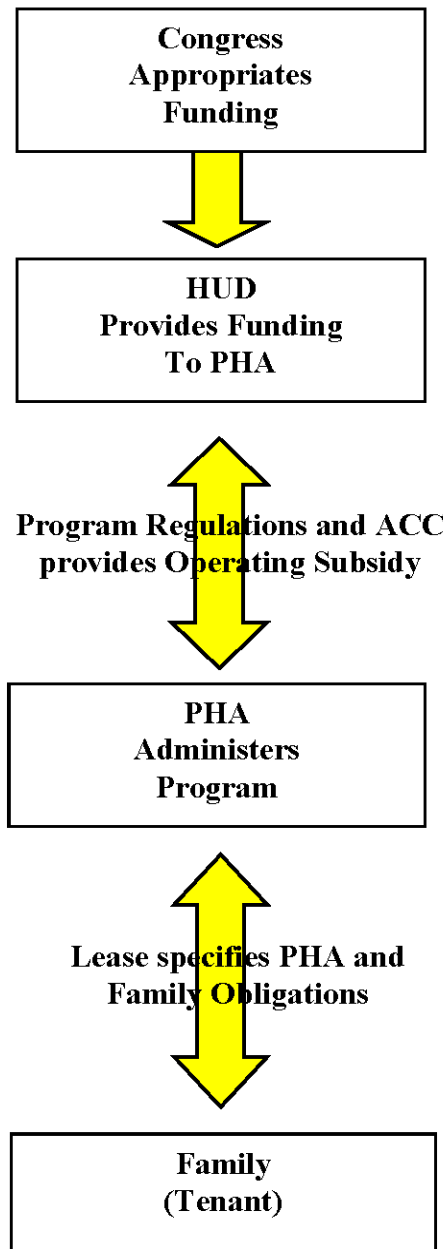 Congress
Appropriates
Funding
HUD
Provides Funding
To PHA
Program Regulations and ACC
provides Operating Subsidy
PHA
Administers
Program
Lease specifies PHA and
Family Obligations
Family
(Tenant)